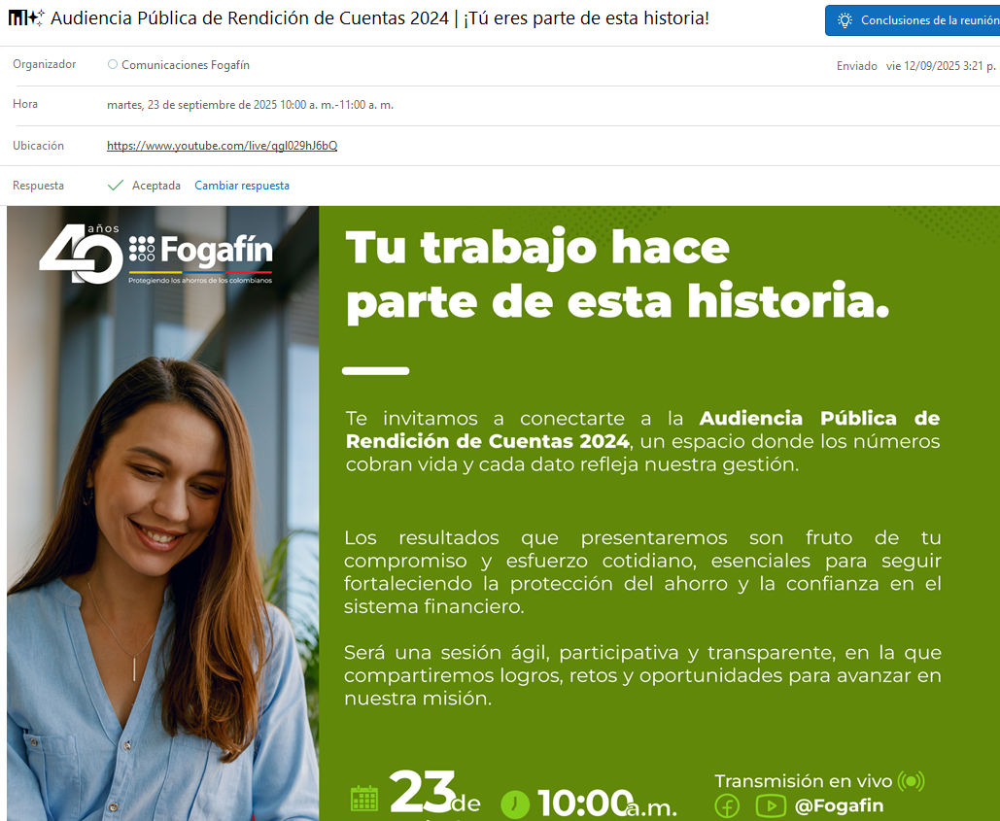 Audiencia Pública de Rendición de Cuentas 2024 | ¡Tú eres parte de esta historia!
Conclusiones de la reunión
Organizador Comunicaciones Fogafín
Enviado vie 12/09/2025 3:21 p.
Hora martes, 23 de septiembre de 2025 10:00 a. m.-11:00 a. m.
Ubicación https://www.youtube.com/live/qgl029hJ6bQ
Respuesta Aceptada Cambiar respuesta
40 años
Fogafín
Protegiendo los ahorros de los colombianos
Tu trabajo hace
parte de esta historia.
Te invitamos a conectarte a la Audiencia Pública de
Rendición de Cuentas 2024, un espacio donde los números
cobran vida y cada dato refleja nuestra gestión.
Los resultados que presentaremos son fruto de tu
compromiso y esfuerzo cotidiano, esenciales para seguir
fortaleciendo la protección del ahorro y la confianza en el
sistema financiero.
Será una sesión ágil, participativa y transparente, en la que
compartiremos logros, retos y oportunidades para avanzar en
nuestra misión.
23 de
10:00 a.m.
Transmisión en vivo
@Fogafin